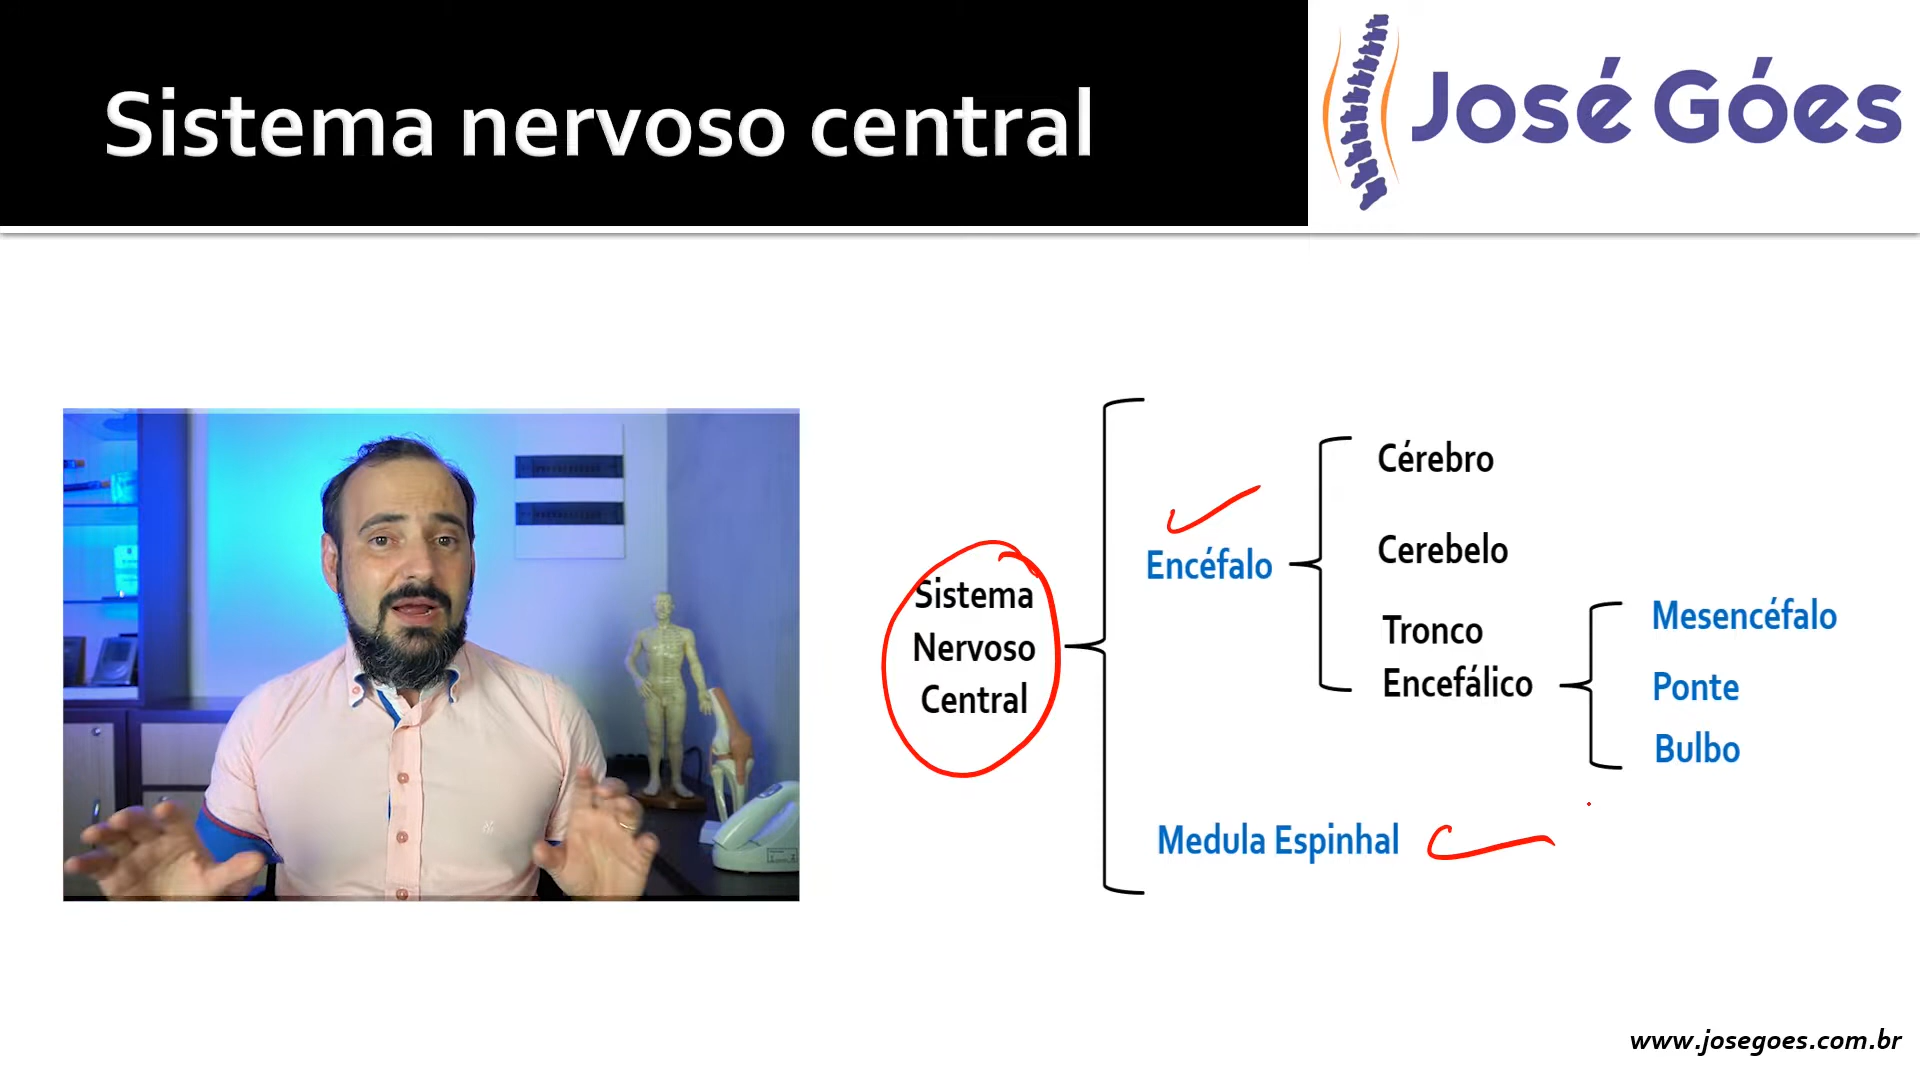 Sistema nervoso central
José Góes
Sistema
Nervoso
Central
Encéfalo
Cérebro
Cerebelo
Tronco
Encefálico
Mesencéfalo
Ponte
Bulbo
Medula Espinhal
www.josegoes.com.br